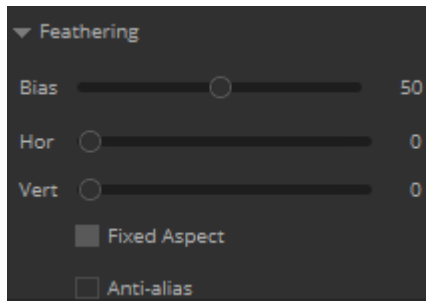 Feathering
Bias 50
Hor 0
Vert 0
Fixed Aspect
Anti-alias